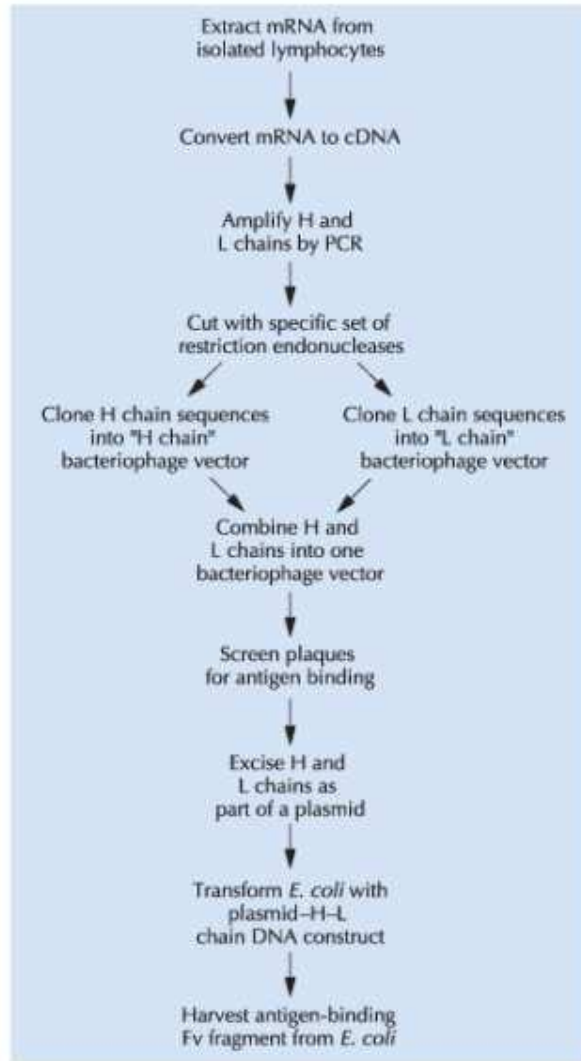 Extract mRNA from
isolated lymphocytes
Convert mRNA to cDNA
Amplify H and
L chains by PCR
Cut with specific set of
restriction endonucleases
Clone H chain sequences
into "H chain"
bacteriophage vector
Clone L chain sequences
into "L chain"
bacteriophage vector
Combine H and
L chains into one
bacteriophage vector
Screen plaques
for antigen binding
Excise H and
L chains as
part of a plasmid
Transform E. coli with
plasmid–H–L
chain DNA construct
Harvest antigen-binding
Fv fragment from E. coli